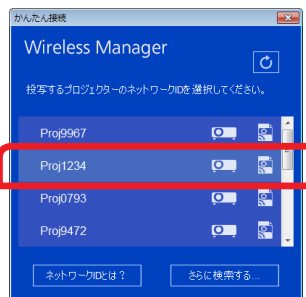 かんたん接続
Wireless Manager
投写するプロジェクターのネットワークIDを選択してください。
Proj9967
Proj1234
Proj0793
Proj9472
ネットワークIDとは？
さらに検索する...